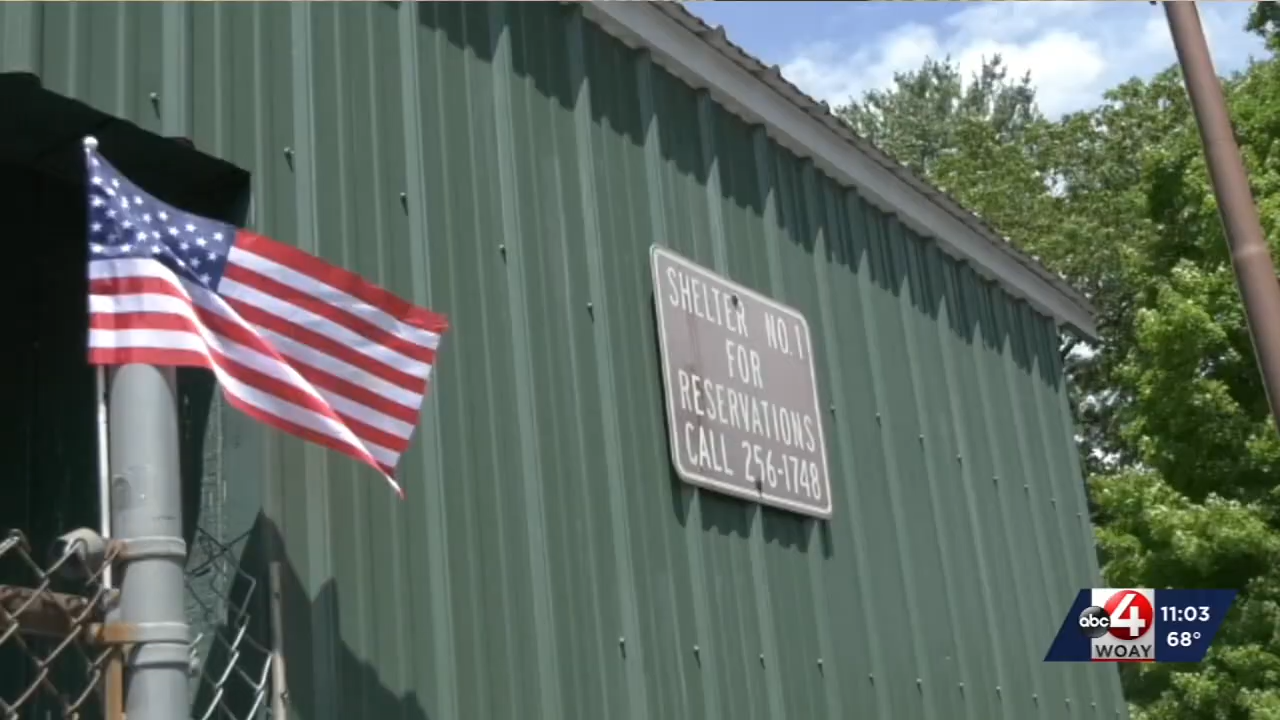 SHELTER NO. 1
FOR
RESERVATIONS
CALL 256-1748
abc 4
WOAY
11:03
68°